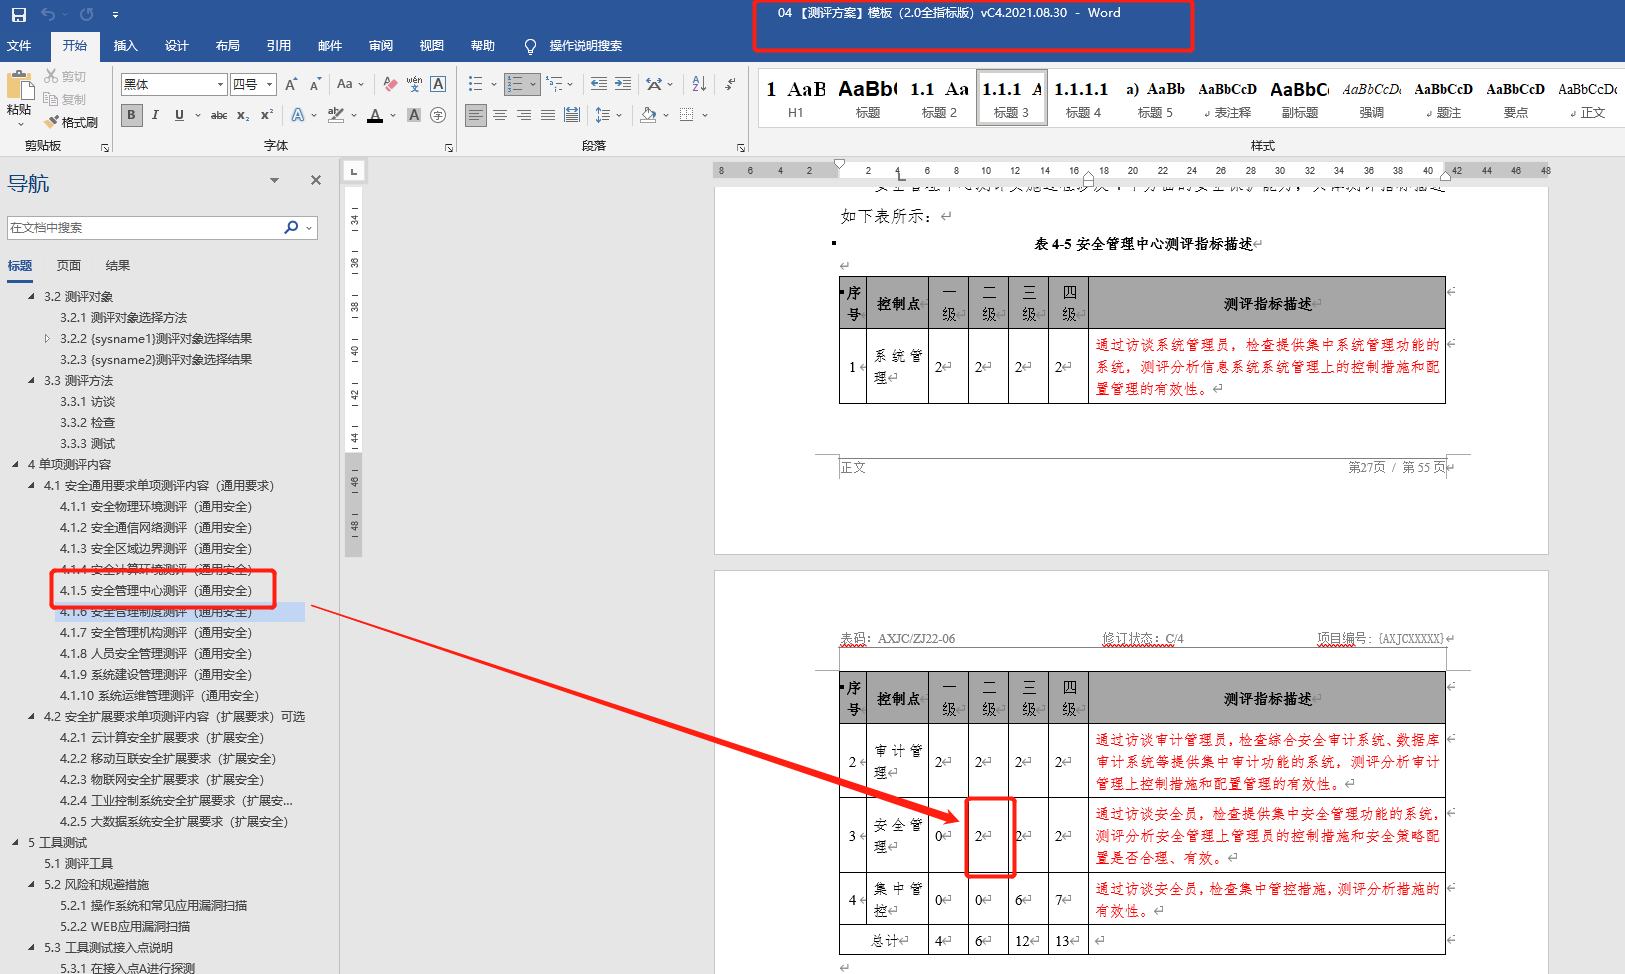 04 【测评方案】模板（2.0全指标版）vC4.2021.08.30 - Word
文件 开始 插入 设计 布局 引用 邮件 审阅 视图 帮助 操作说明搜索
粘贴 剪切 复制 格式刷
黑体 四号 A A Aa wén A
B I U abc x₂ x² A A A 字
1 AaB AaBb( 1.1 Aa 1.1.1 A 1.1.1.1 a) AaBb AaBbCcD AaBbC AaBbCcDc AaBbCcD AaBbCcD AaBbCcDc
H1 标题 标题 2 标题 3 标题 4 标题 5 表注释 副标题 强调 题注 要点 正文
剪贴板 字体 段落 样式
导航
在文档中搜索
标题 页面 结果
3.2 测评对象
3.2.1 测评对象选择方法
3.2.2 {sysname1}测评对象选择结果
3.2.3 {sysname2}测评对象选择结果
3.3 测评方法
3.3.1 访谈
3.3.2 检查
3.3.3 测试
4 单项测评内容
4.1 安全通用要求单项测评内容（通用要求）
4.1.1 安全物理环境测评（通用安全）
4.1.2 安全通信网络测评（通用安全）
4.1.3 安全区域边界测评（通用安全）
4.1.4 安全计算环境测评（通用安全）
4.1.5 安全管理中心测评（通用安全）
4.1.6 安全管理制度测评（通用安全）
4.1.7 安全管理机构测评（通用安全）
4.1.8 人员安全管理测评（通用安全）
4.1.9 系统建设管理测评（通用安全）
4.1.10 系统运维管理测评（通用安全）
4.2 安全扩展要求单项测评内容（扩展要求）可选
4.2.1 云计算安全扩展要求（扩展安全）
4.2.2 移动互联安全扩展要求（扩展安全）
4.2.3 物联网安全扩展要求（扩展安全）
4.2.4 工业控制系统安全扩展要求（扩展安...
4.2.5 大数据系统安全扩展要求（扩展安全）
5 工具测试
5.1 测评工具
5.2 风险和规避措施
5.2.1 操作系统和常见应用漏洞扫描
5.2.2 WEB应用漏洞扫描
5.3 工具测试接入点说明
5.3.1 在接入点A进行探测
8 6 4 2 2 4 6 8 10 12 14 16 18 20 22 24 26 28 30 32 34 36 38 40 42 44 46 48
34 36 38 40 42 44 46 48
如下表所示：
表 4-5 安全管理中心测评指标描述
序号 控制点 一级 二级 三级 四级 测评指标描述
1 系统管理 2 2 2 2 通过访谈系统管理员，检查提供集中系统管理功能的
系统，测评分析信息系统系统管理上的控制措施和配
置管理的有效性。
正文 第27页 / 第 55 页
表码：AXJC/ZJ22-06 修订状态：C/4 项目编号：{AXJCXXXXX}
序号 控制点 一级 二级 三级 四级 测评指标描述
2 审计管理 2 2 2 2 通过访谈审计管理员，检查综合安全审计系统、数据库
审计系统等提供集中审计功能的系统，测评分析审计
管理上控制措施和配置管理的有效性。
3 安全管理 0 2 2 2 通过访谈安全员，检查提供集中安全管理功能的系统，
测评分析安全管理上管理员的控制措施和安全策略配
置是否合理、有效。
4 集中管控 0 0 6 7 通过访谈安全员，检查集中管控措施，测评分析措施的
有效性。
总计 4 6 12 13